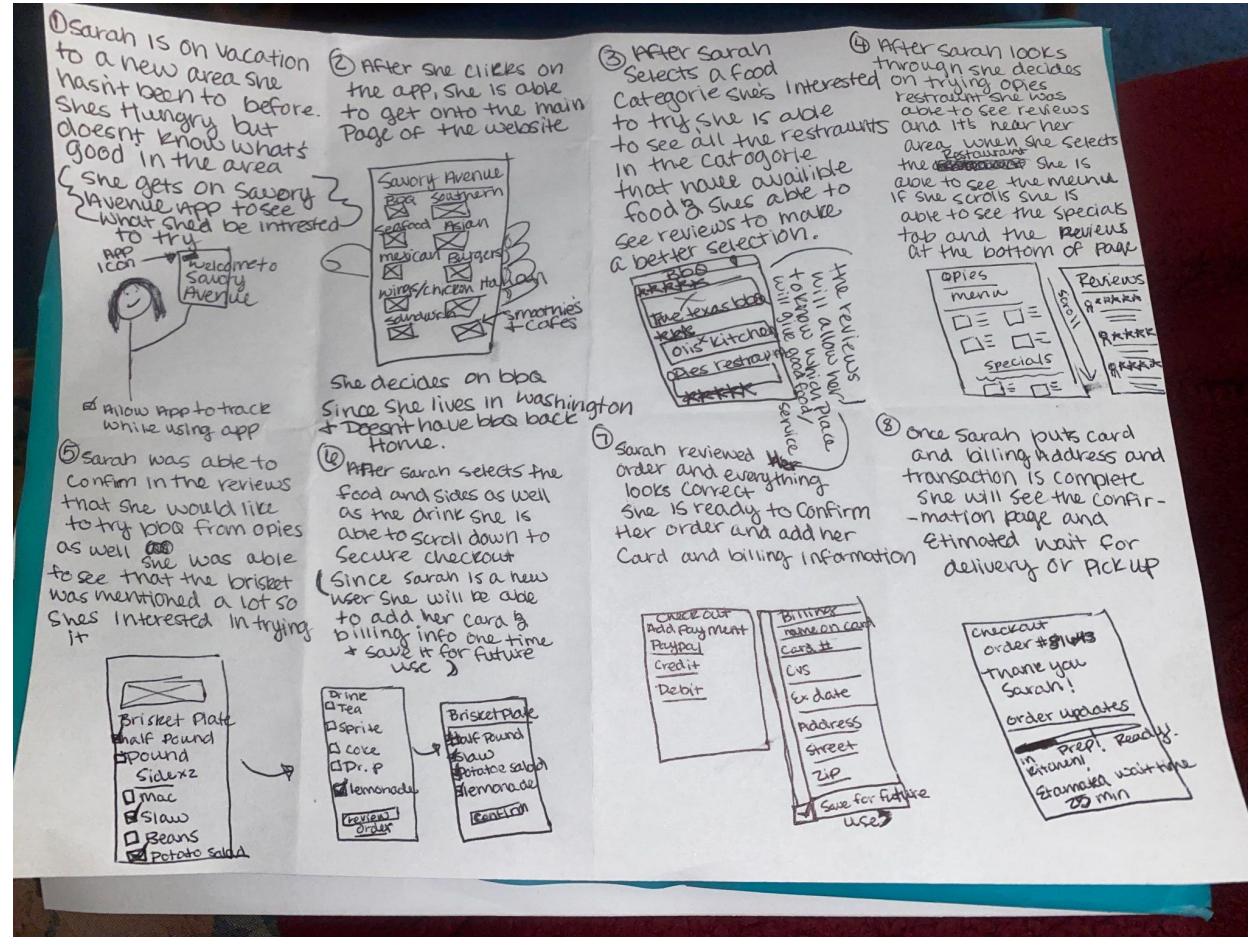 ① Sarah is on vacation
to a new area she
hasn't been to before.
Shes Hungry but
doesn't know what's
good in the area
She gets on Savory
Avenue App to see
what shed be intrested
to try
App
icon
welcome to
Savory
Avenue
Allow App to track
while using app
② After she clicks on
the app, she is able
to get onto the main
Page of the website
Savory Avenue
BBQ Southern
Seafood Asian
mexican Burgers
wings/chicken
Sandwich
Smoothies
+ Cafes
She decides on bbQ
Since she lives in Washington
+ Doesn't have bbQ back
Home.
③ After Sarah
Selects a food
Categorie she's Interested
to try she is able
to see all the restraunts
In the Catogorie
that have availible
food & shes able to
see reviews to make
a better selection.
BBQ
*****
True texas bbq
***
Olis Kitchen
Opies restraunt
*****
the reviews
will allow her
to know which place
will give good food,
service
④ After Sarah looks
through she decides
on trying Opies
restraunt she was
able to see reviews
and it's near her
area, when she selects
the Restaurant she is
able to see the menu
If she scrolls she is
able to see the specials
tab and the Reviews
at the bottom of page
Opies
menu
Specials
Scroll
Reviews
*****
****
****
⑤ Sarah was able to
confirm in the reviews
that she would like
to try bbQ from Opies
as well she was able
to see that the brisket
was mentioned a lot so
shes interested in trying
it
Brisket Plate
half Pound
Pound
Sidex2
Mac
Slaw
Beans
Potato Salad
⑥ After Sarah selects the
food and sides as well
as the drink she is
able to scroll down to
Secure checkout
(Since Sarah is a new
user she will be able
to add her card &
billing info one time
+ save it for future
use)
Drink
Tea
Sprite
Coke
Dr. p
lemonade
review
order
Brisket Plate
Half Pound
Slaw
Potatoe salad
lemonade
Confirm
⑦ Sarah reviewed
order and everything
looks correct
She is ready to Confirm
Her order and add her
Card and billing Information
Checkout
Add Payment
Paypal
Credit
Debit
Billing
name on card
Card #
CVS
Ex date
Address
Street
Zip
Save for future
use
⑧ Once Sarah puts card
and billing Address and
transaction is complete
she will see the Confir-
-mation page and
Etimated wait for
delivery or Pick up
Checkout
order #
Thank you
Sarah!
order updates
in Prep! Ready.
Kitchen!
wait time
min